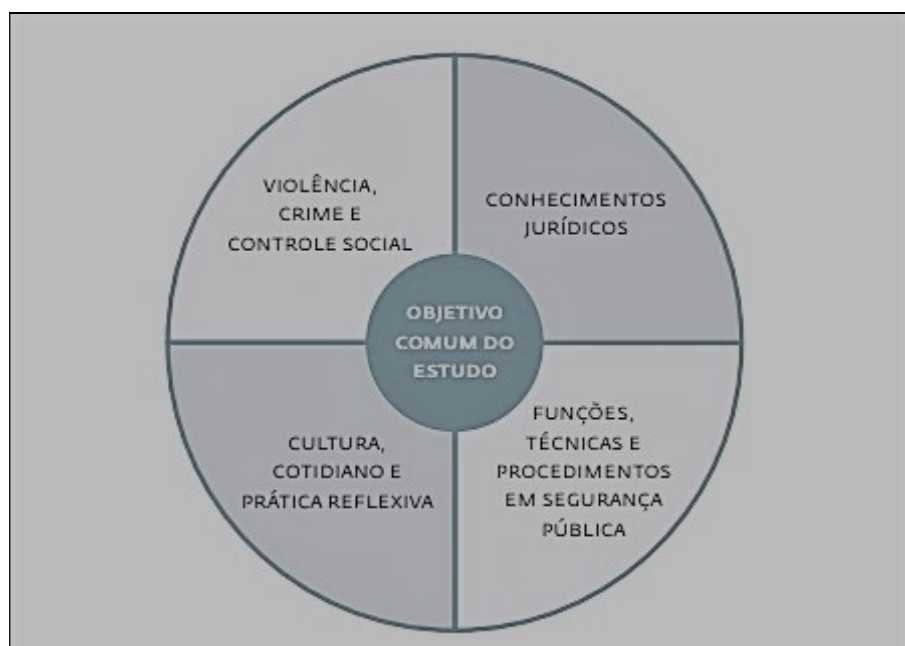 VIOLÊNCIA,
CRIME E
CONTROLE SOCIAL
CONHECIMENTOS
JURÍDICOS
OBJETIVO
COMUM DO
ESTUDO
CULTURA,
COTIDIANO E
PRÁTICA REFLEXIVA
FUNÇÕES,
TÉCNICAS E
PROCEDIMENTOS
EM SEGURANÇA
PÚBLICA